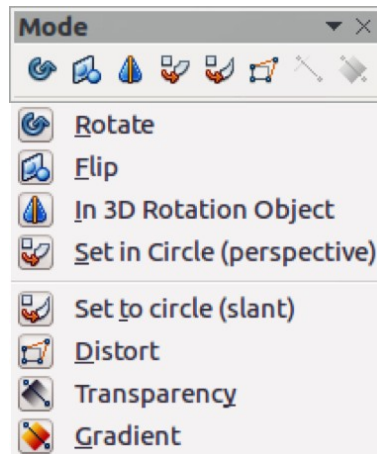 Mode
Rotate
Flip
In 3D Rotation Object
Set in Circle (perspective)
Set to circle (slant)
Distort
Transparency
Gradient